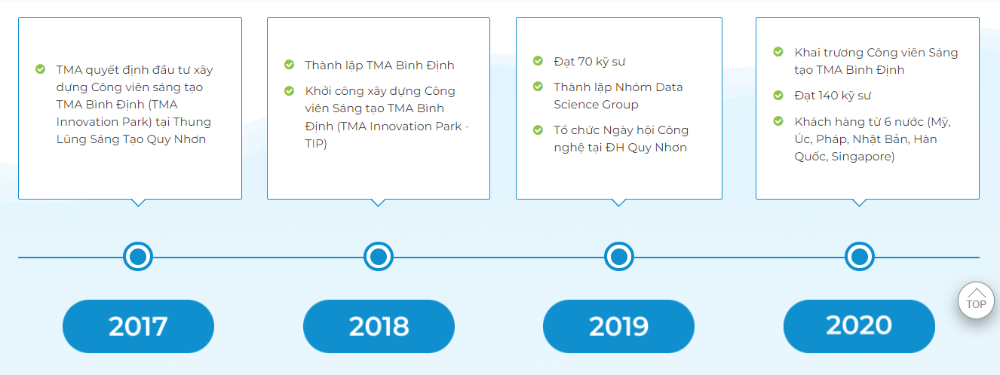 TMA quyết định đầu tư xây
dựng Công viên sáng tạo
TMA Bình Định (TMA
Innovation Park) tại Thung
Lũng Sáng Tạo Quy Nhơn
Thành lập TMA Bình Định
Khởi công xây dựng Công
viên Sáng tạo TMA Bình
Định (TMA Innovation Park -
TIP)
Đạt 70 kỹ sư
Thành lập Nhóm Data
Science Group
Tổ chức Ngày hội Công
nghệ tại ĐH Quy Nhơn
Khai trương Công viên Sáng
tạo TMA Bình Định
Đạt 140 kỹ sư
Khách hàng từ 6 nước (Mỹ,
Úc, Pháp, Nhật Bản, Hàn
Quốc, Singapore)
2017
2018
2019
2020
TOP